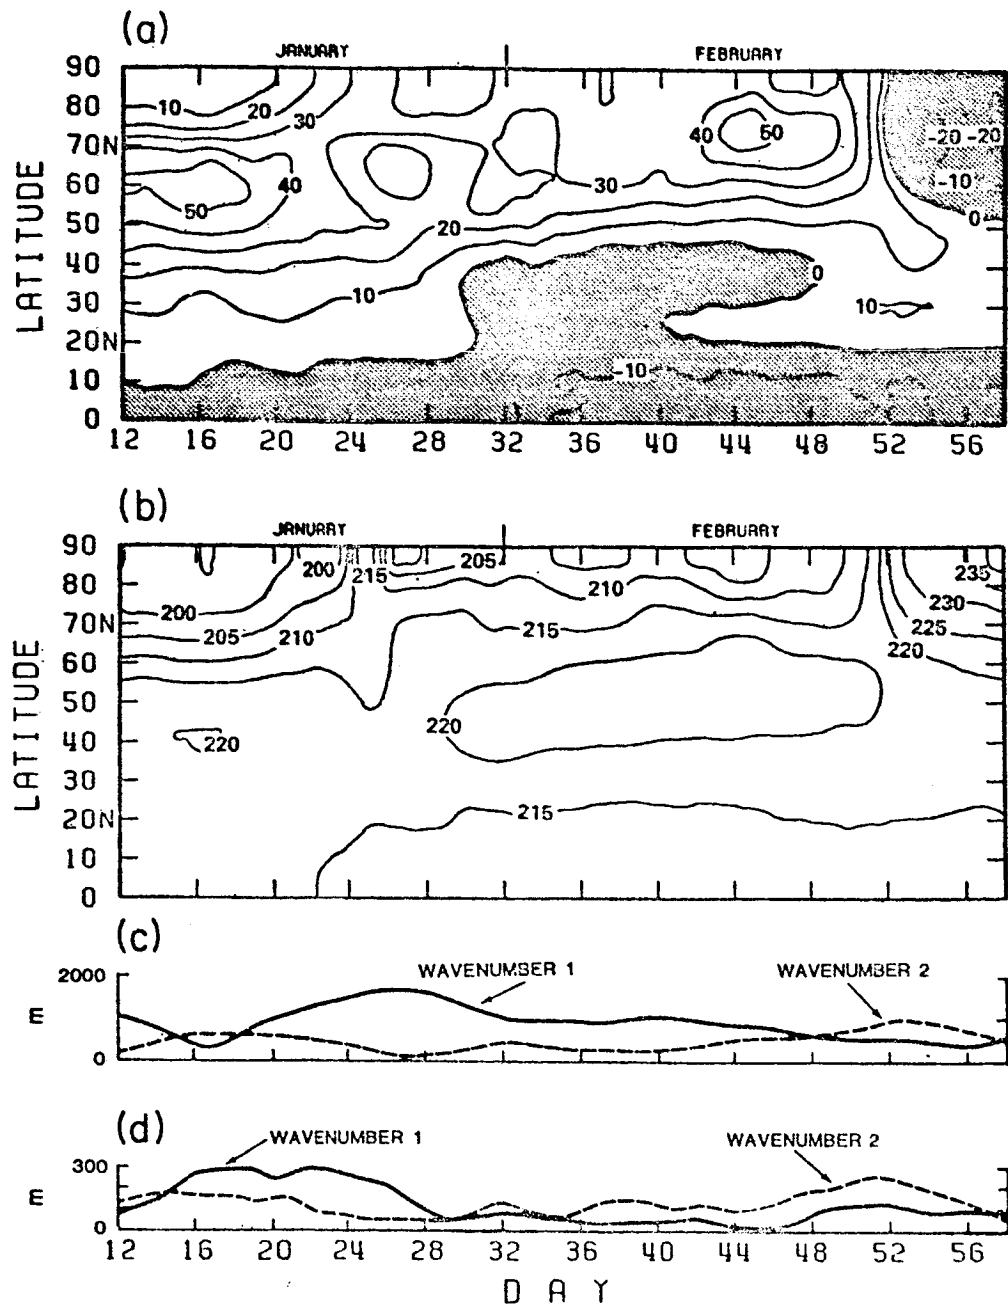 (a)
JANUARY FEBRUARY
90
80
70N
60
50
40
30
20N
10
0
LATITUDE
10 20 30
40
50
20
10
30
40 50
-20 -20
-10
0
0
10
-10
12 16 20 24 28 32 36 40 44 48 52 56
(b)
JANUARY FEBRUARY
90
80
70N
60
50
40
30
20N
10
0
LATITUDE
200
205
210
200
215
205
210
215
220
220
215
235
230
225
220
(c)
2000
1000
0
m
WAVENUMBER 1 WAVENUMBER 2
(d)
300
0
m
WAVENUMBER 1 WAVENUMBER 2
12 16 20 24 28 32 36 40 44 48 52 56
DAY